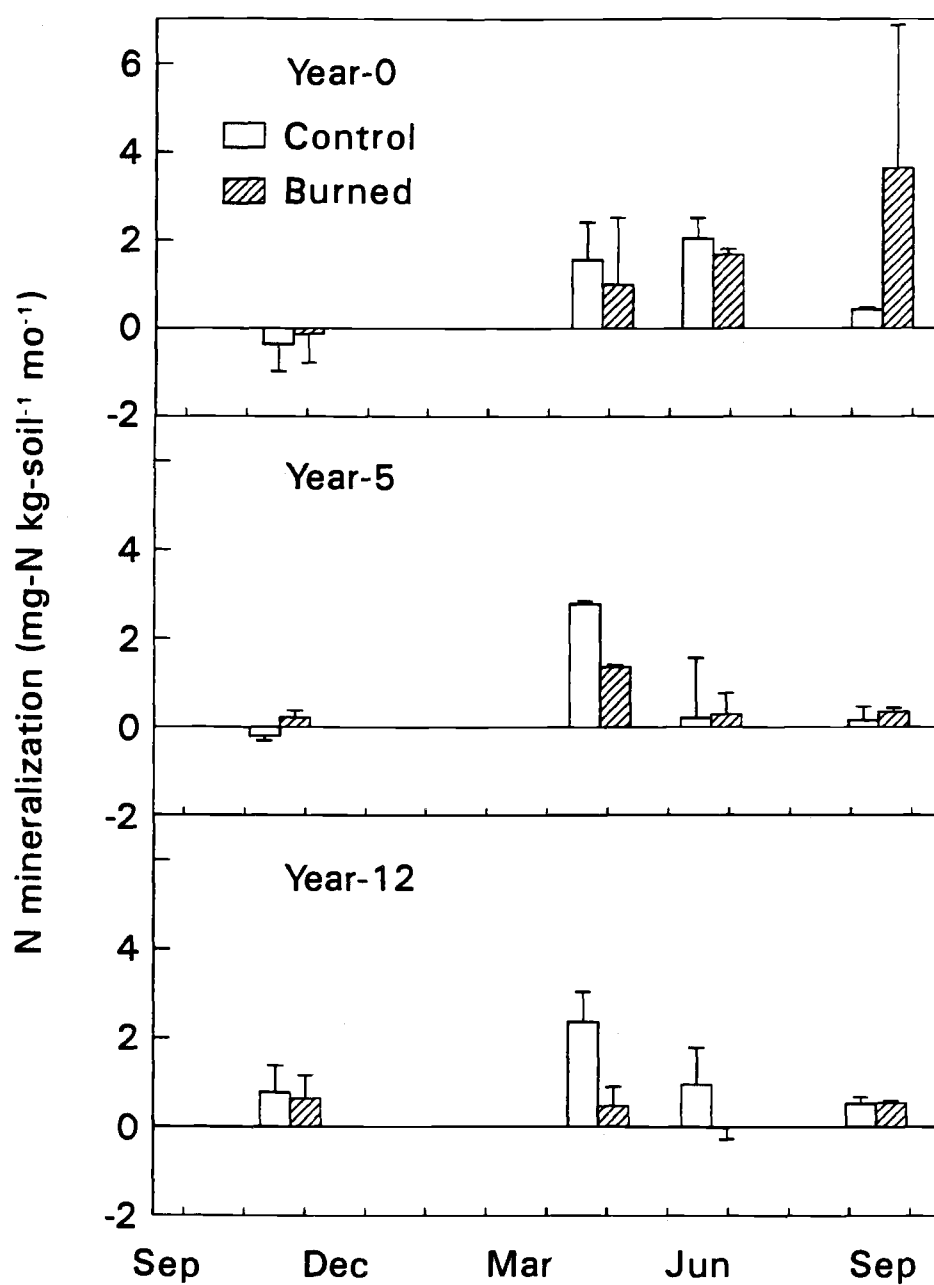 N mineralization (mg-N kg-soil⁻¹ mo⁻¹)
6
4
2
0
-2
Year-0
Control
Burned
4
2
0
-2
Year-5
4
2
0
-2
Year-12
Sep Dec Mar Jun Sep